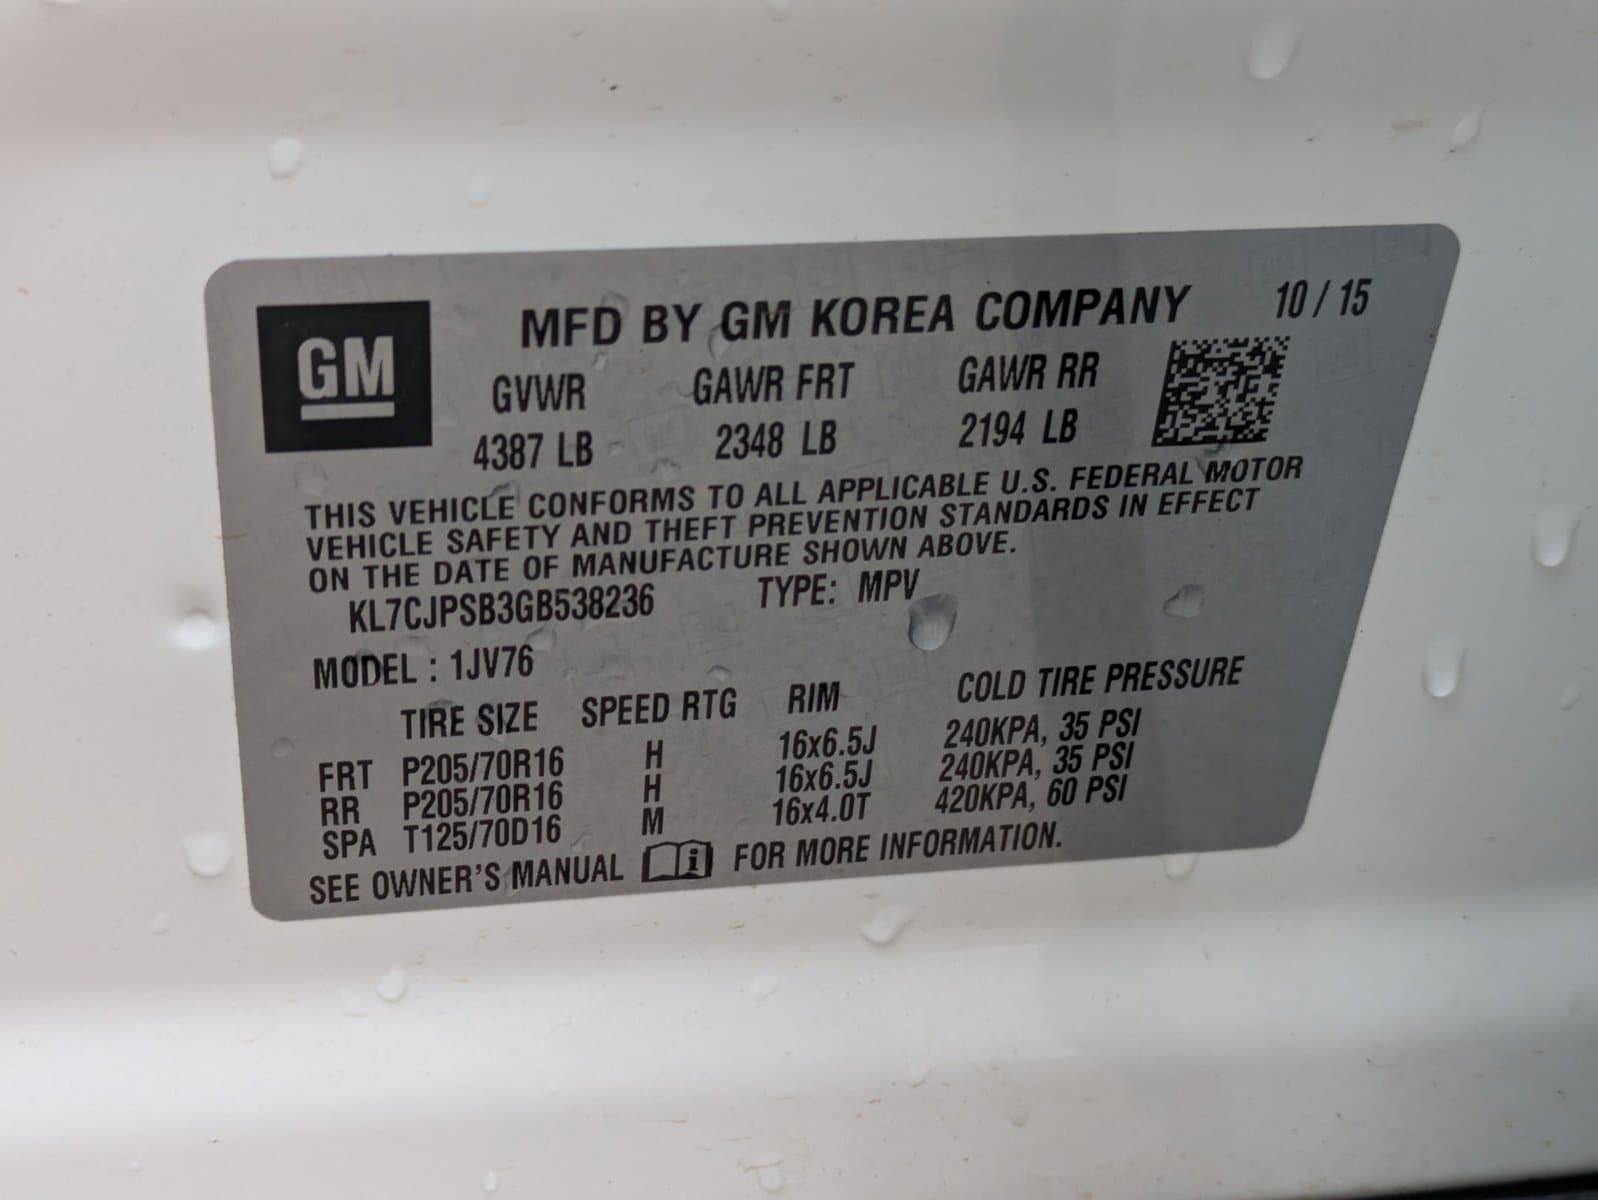 GM
MFD BY GM KOREA COMPANY 10 / 15
GVWR GAWR FRT GAWR RR
4387 LB 2348 LB 2194 LB
THIS VEHICLE CONFORMS TO ALL APPLICABLE U.S. FEDERAL MOTOR
VEHICLE SAFETY AND THEFT PREVENTION STANDARDS IN EFFECT
ON THE DATE OF MANUFACTURE SHOWN ABOVE.
KL7CJPSB3GB538236 TYPE: MPV
MODEL : 1JV76
TIRE SIZE SPEED RTG RIM COLD TIRE PRESSURE
FRT P205/70R16 H 16x6.5J 240KPA, 35 PSI
RR P205/70R16 H 16x6.5J 240KPA, 35 PSI
SPA T125/70D16 M 16x4.0T 420KPA, 60 PSI
SEE OWNER'S MANUAL i FOR MORE INFORMATION.